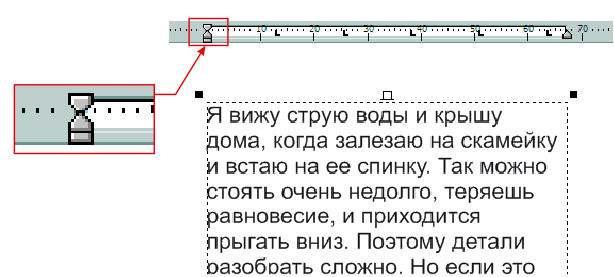 10 20 30 40 50 60 70
Я вижу струю воды и крышу
дома, когда залезаю на скамейку
и встаю на ее спинку. Так можно
стоять очень недолго, теряешь
равновесие, и приходится
прыгать вниз. Поэтому детали
разобрать сложно. Но если это